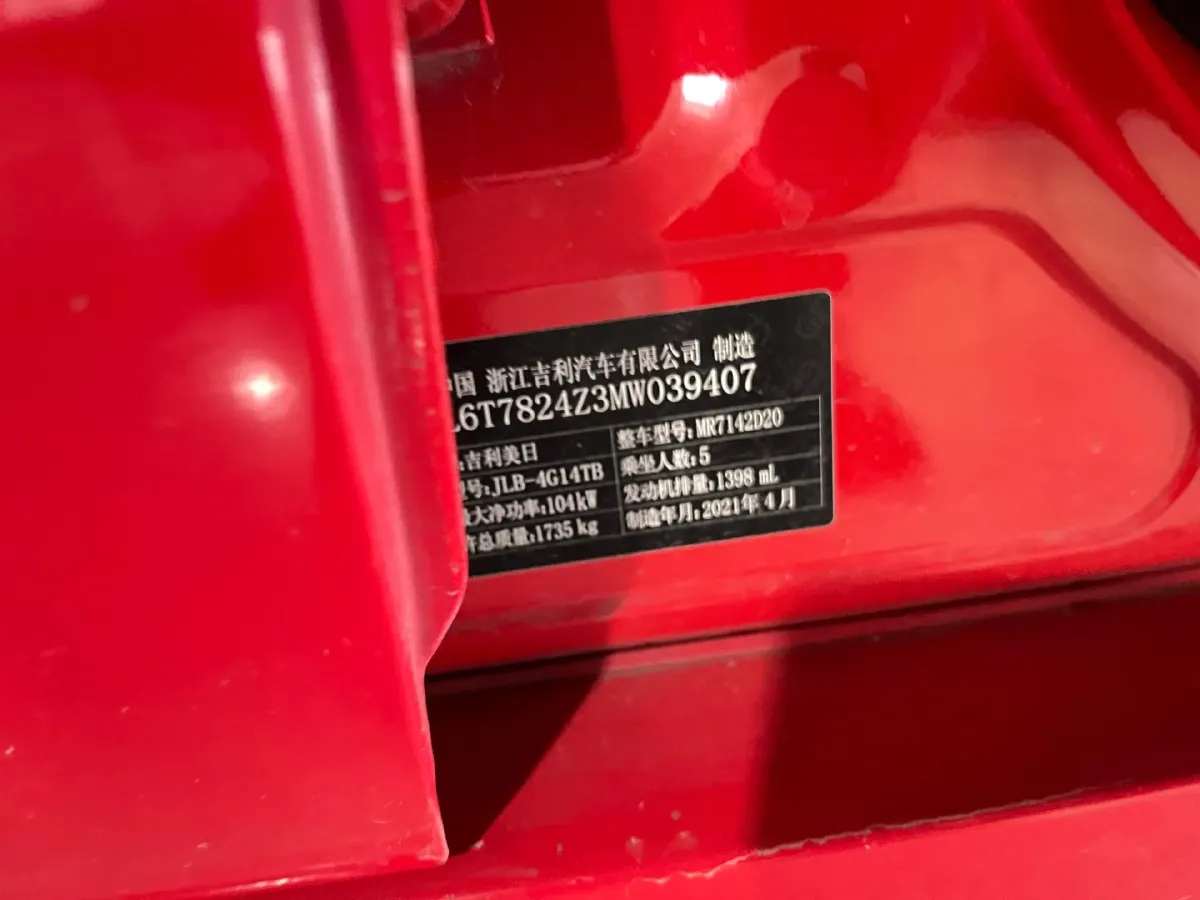 中国 浙江吉利汽车有限公司 制造
L6T7824Z3MW039407
:吉利美日 整车型号:MR7142D20
型号:JLB-4G14TB 乘坐人数:5
最大净功率:104kW 发动机排量:1398 mL
许总质量:1735 kg 制造年月:2021年 4 月